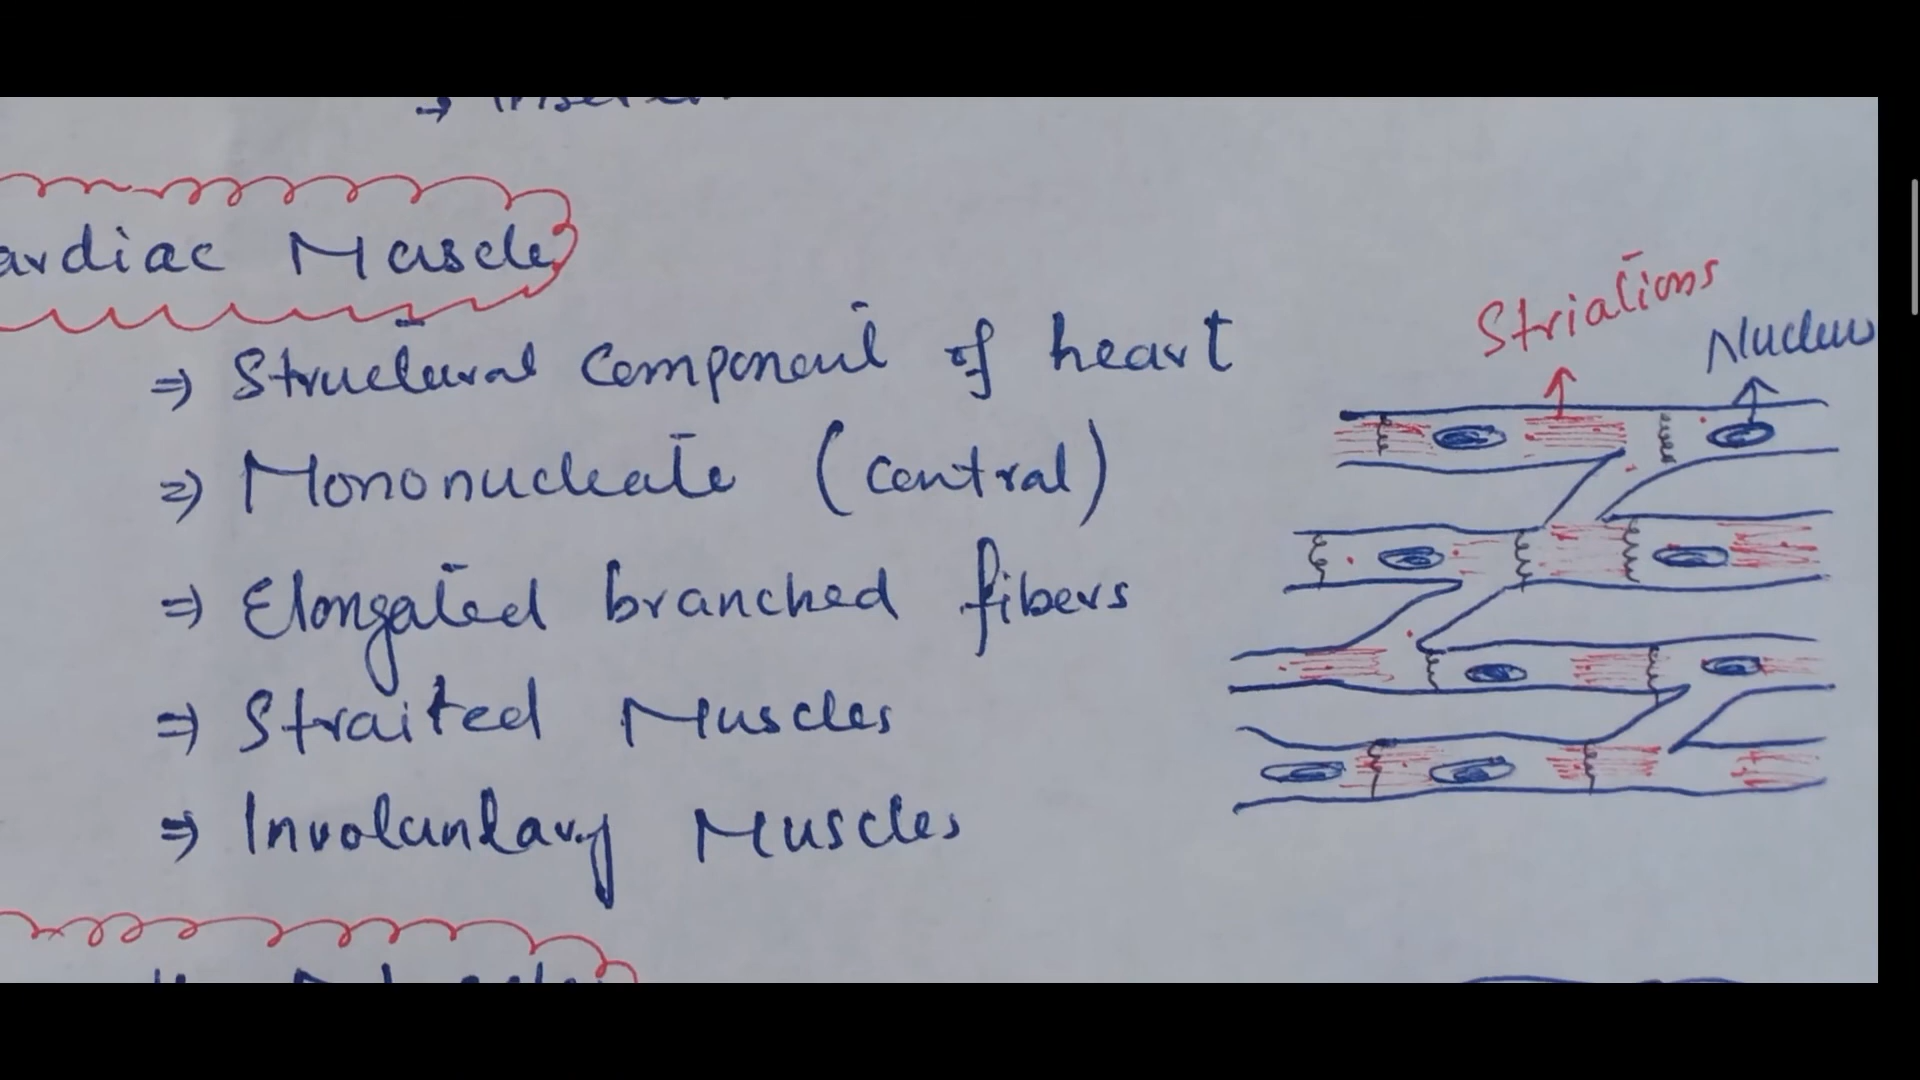 ardiac Muscle
⇒ Structural component of heart
⇒ Mononucleate (central)
⇒ Elongated branched fibers
⇒ Straited Muscles
⇒ Involuntary Muscles
Striations
Nucleus